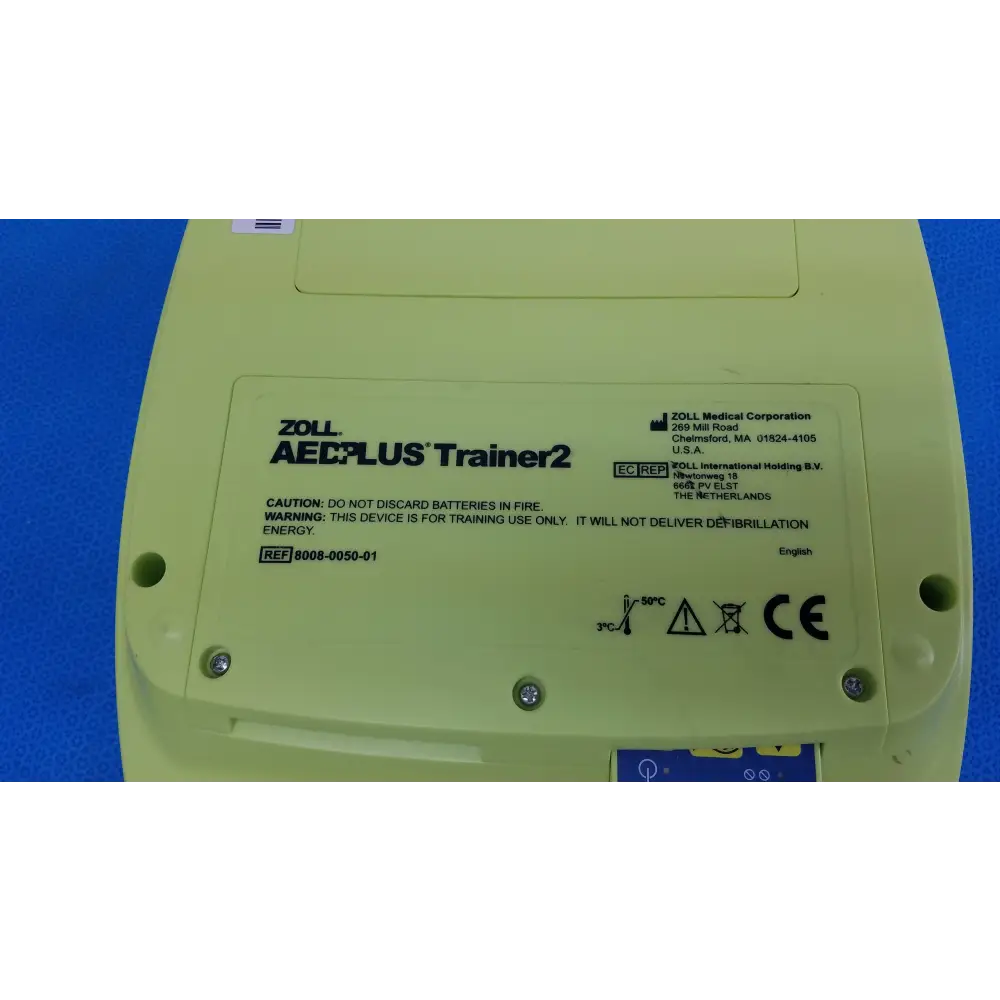 ZOLL®
AED PLUS® Trainer2
CAUTION: DO NOT DISCARD BATTERIES IN FIRE.
WARNING: THIS DEVICE IS FOR TRAINING USE ONLY. IT WILL NOT DELIVER DEFIBRILLATION
ENERGY.
REF 8008-0050-01
ZOLL Medical Corporation
269 Mill Road
Chelmsford, MA 01824-4105
U.S.A.
EC REP ZOLL International Holding B.V.
Newtonweg 18
6662 PV ELST
THE NETHERLANDS
English
50°C
3°C
CE